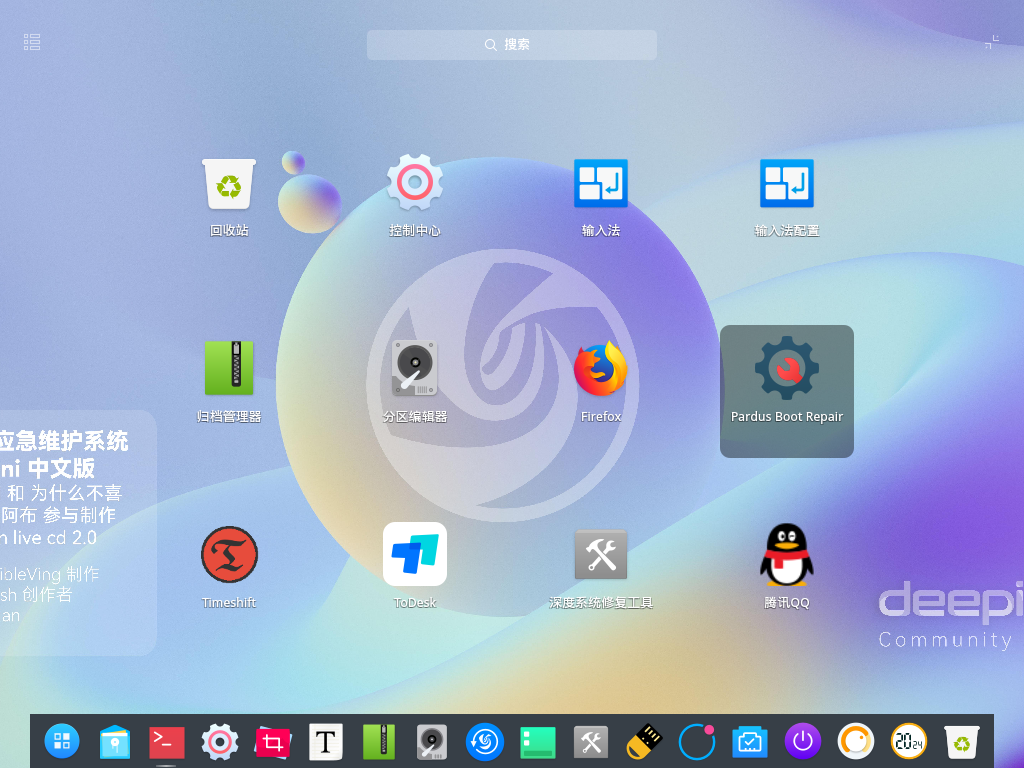 搜索
回收站
控制中心
输入法
输入法配置
归档管理器
分区编辑器
Firefox
Pardus Boot Repair
应急维护系统
ni 中文版
和 为什么不喜
阿布 参与制作
n live cd 2.0
ibleVing 制作
sh 创作者
an
Timeshift
ToDesk
深度系统修复工具
腾讯QQ
deepi
Community
T
2024